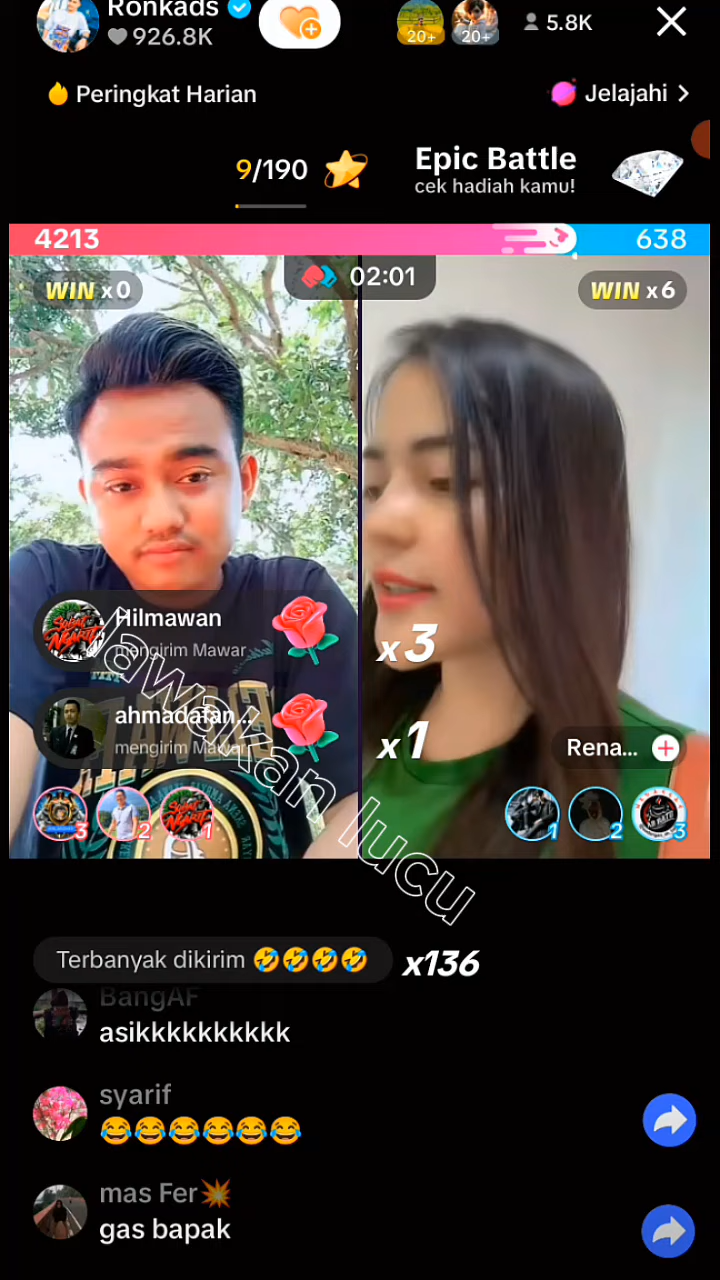 Ronkads
926.8K
20+
20+
5.8K
Peringkat Harian
Jelajahi
9/190
Epic Battle
cek hadiah kamu!
4213
638
WIN x0
02:01
WIN x6
Hilmawan
mengirim Mawar
x3
ahmadafan...
mengirim Mawar
x1
Rena...
3
2
1
1
2
3
lawakan lucu
Terbanyak dikirim 🤣🤣🤣🤣 x136
BangAF
asikkkkkkkkkk
syarif
😂😂😂😂😂😂
mas Fer💥
gas bapak